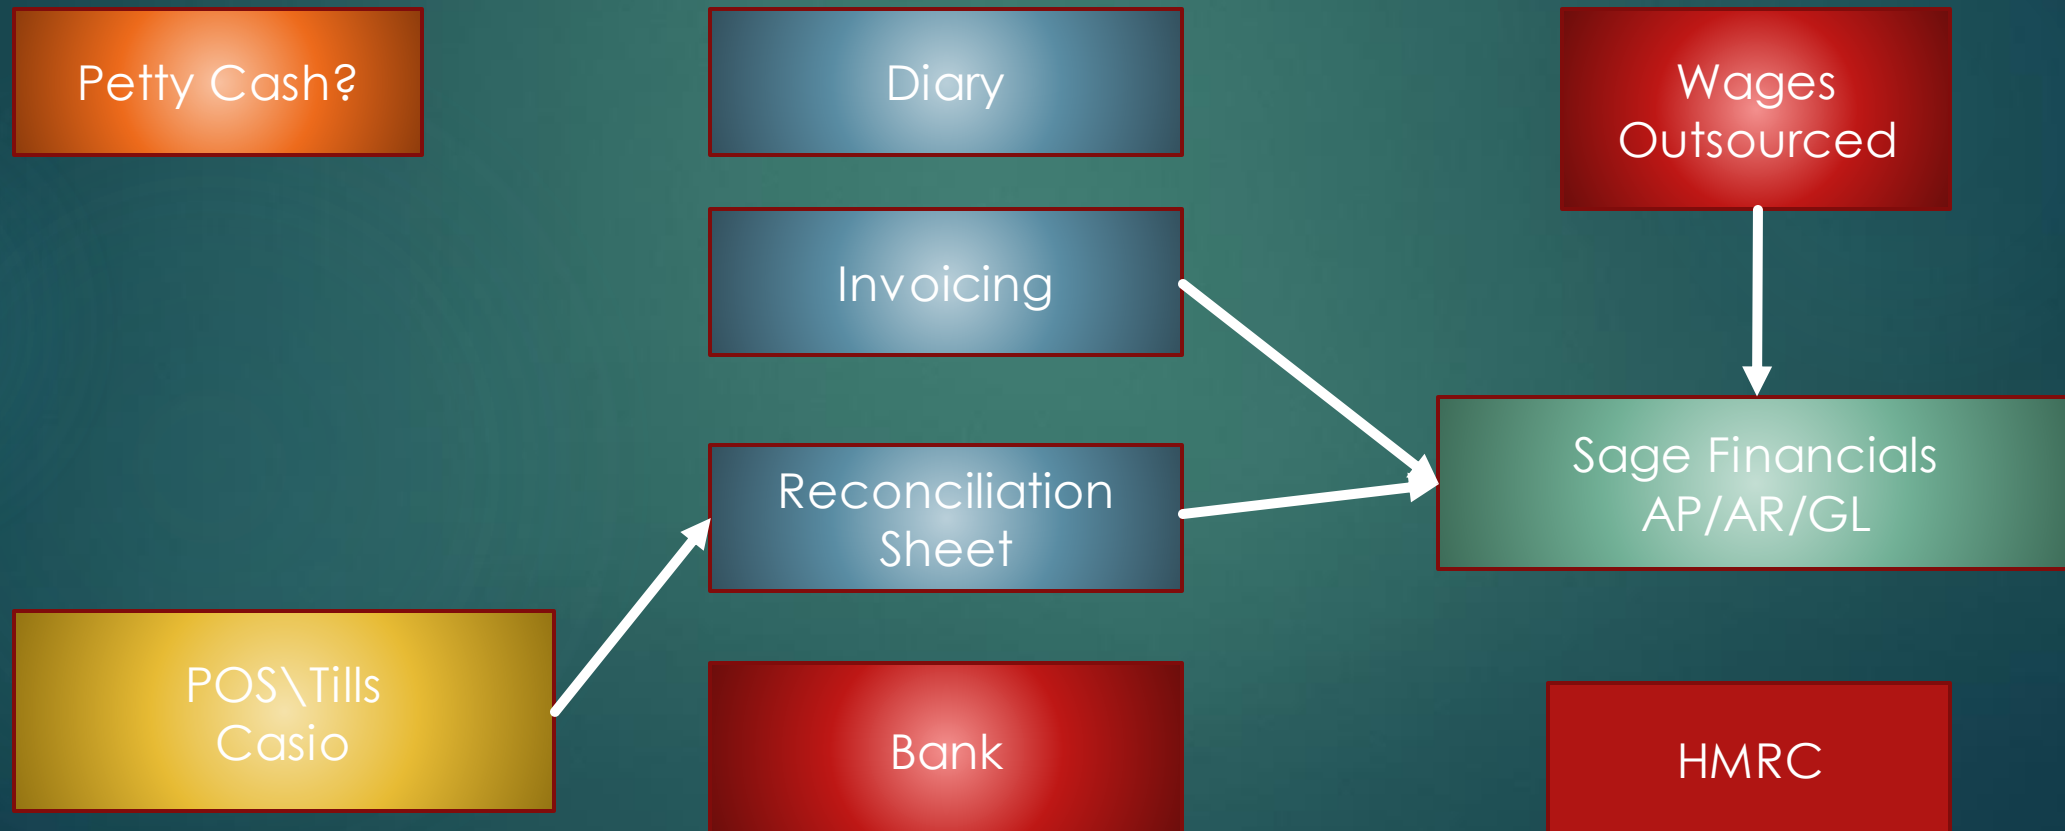 Petty Cash?
Diary
Wages
Outsourced
Invoicing
Reconciliation
Sheet
Sage Financials
AP/AR/GL
POS\Tills
Casio
Bank
HMRC